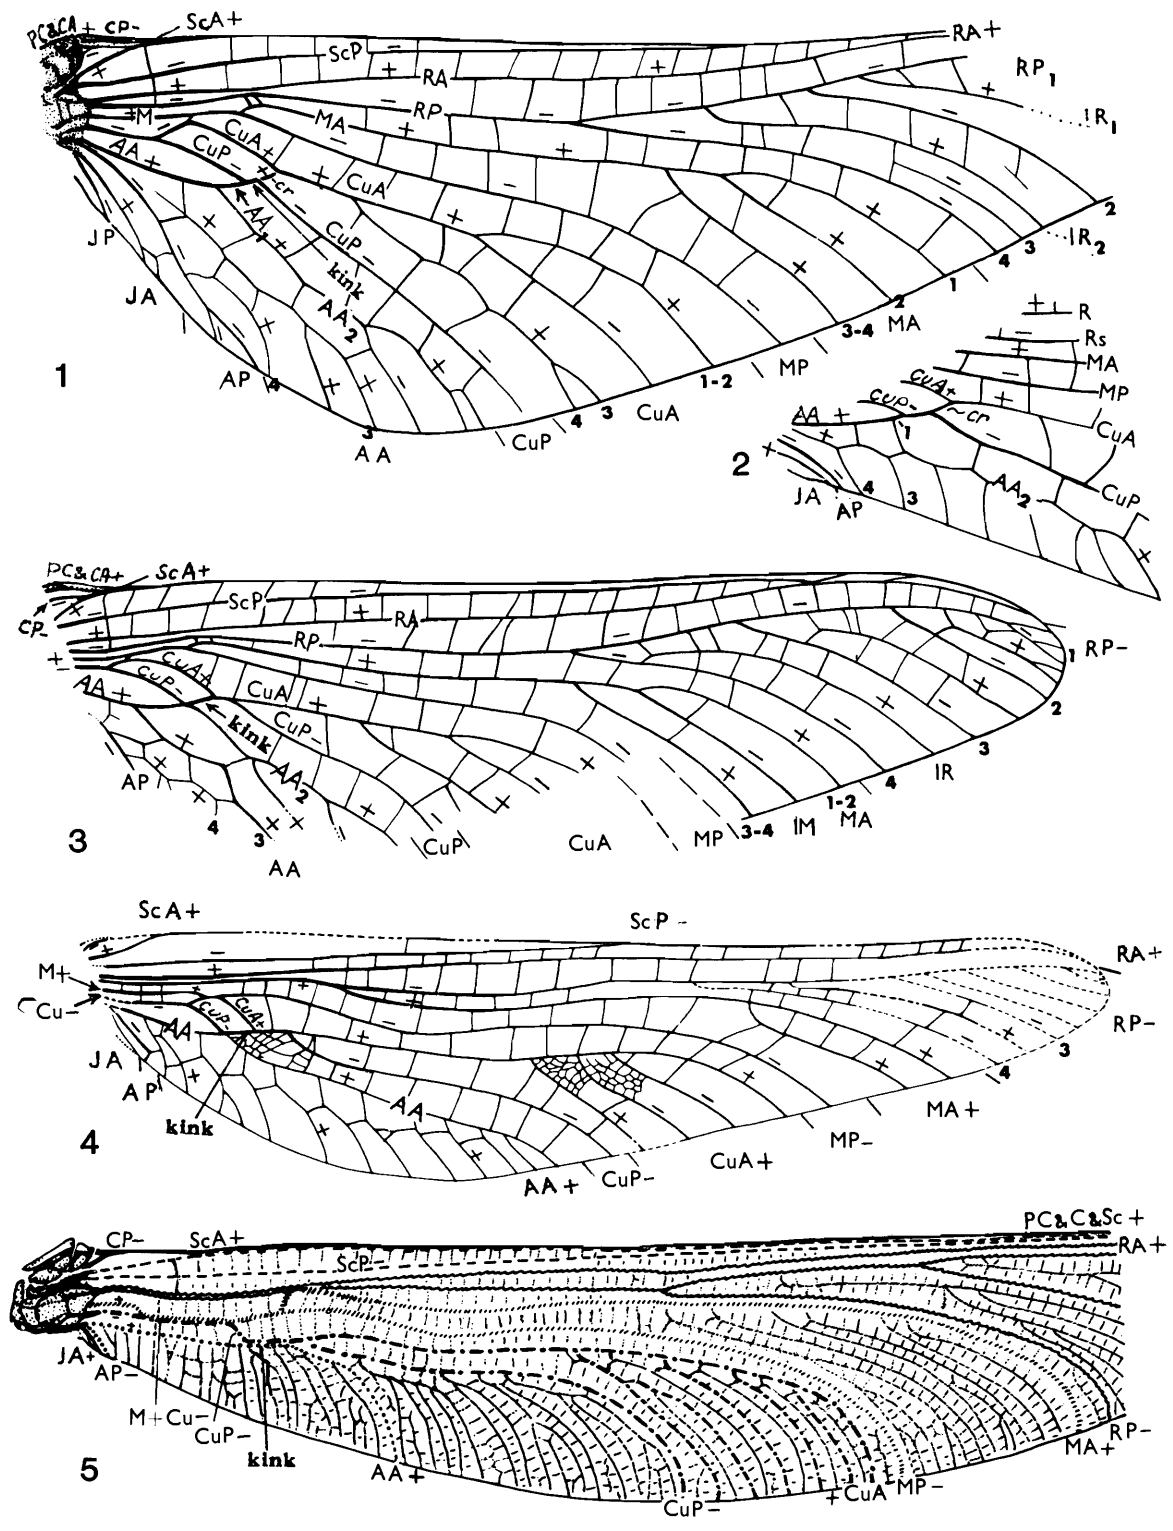 PC&CA+ CP- ScA+
ScP RA+
RA RP1
RP IR1
M MA
CuA+
AA+ CuP- CuA
+-cr 2
JP AA1+ CuP- 3 IR2
kink 4
JA AA2 1
2
3-4 MA
AP 4 MP
1
1-2
3 4 3 CuA
AA CuP
R
Rs
MA
CuA+ MP
CuP- ~cr
AA+ 1 CuA
2
AA2 CuP
JA AP 4 3
PC&CA+ ScA+
CP- ScP RA
RP RP-
1
CuA+
CuP- CuA
AA+ CuP- 2
kink
AP AA2 3
IR
4
1-2
4 3 MA
3 CuP CuA MP 3-4 IM
AA
ScA+ ScP-
M+ RA+
Cu- CuP- CuA+ RP-
AA 3
JA 4
AP AA MA+
kink MP-
4 CuA+
AA+ CuP-
PC&C&Sc+
CP- ScA+ RA+
ScP-
JA+
AP-
M+Cu- RP-
CuP- MA+
kink
5 AA+ MP-
+CuA
CuP-